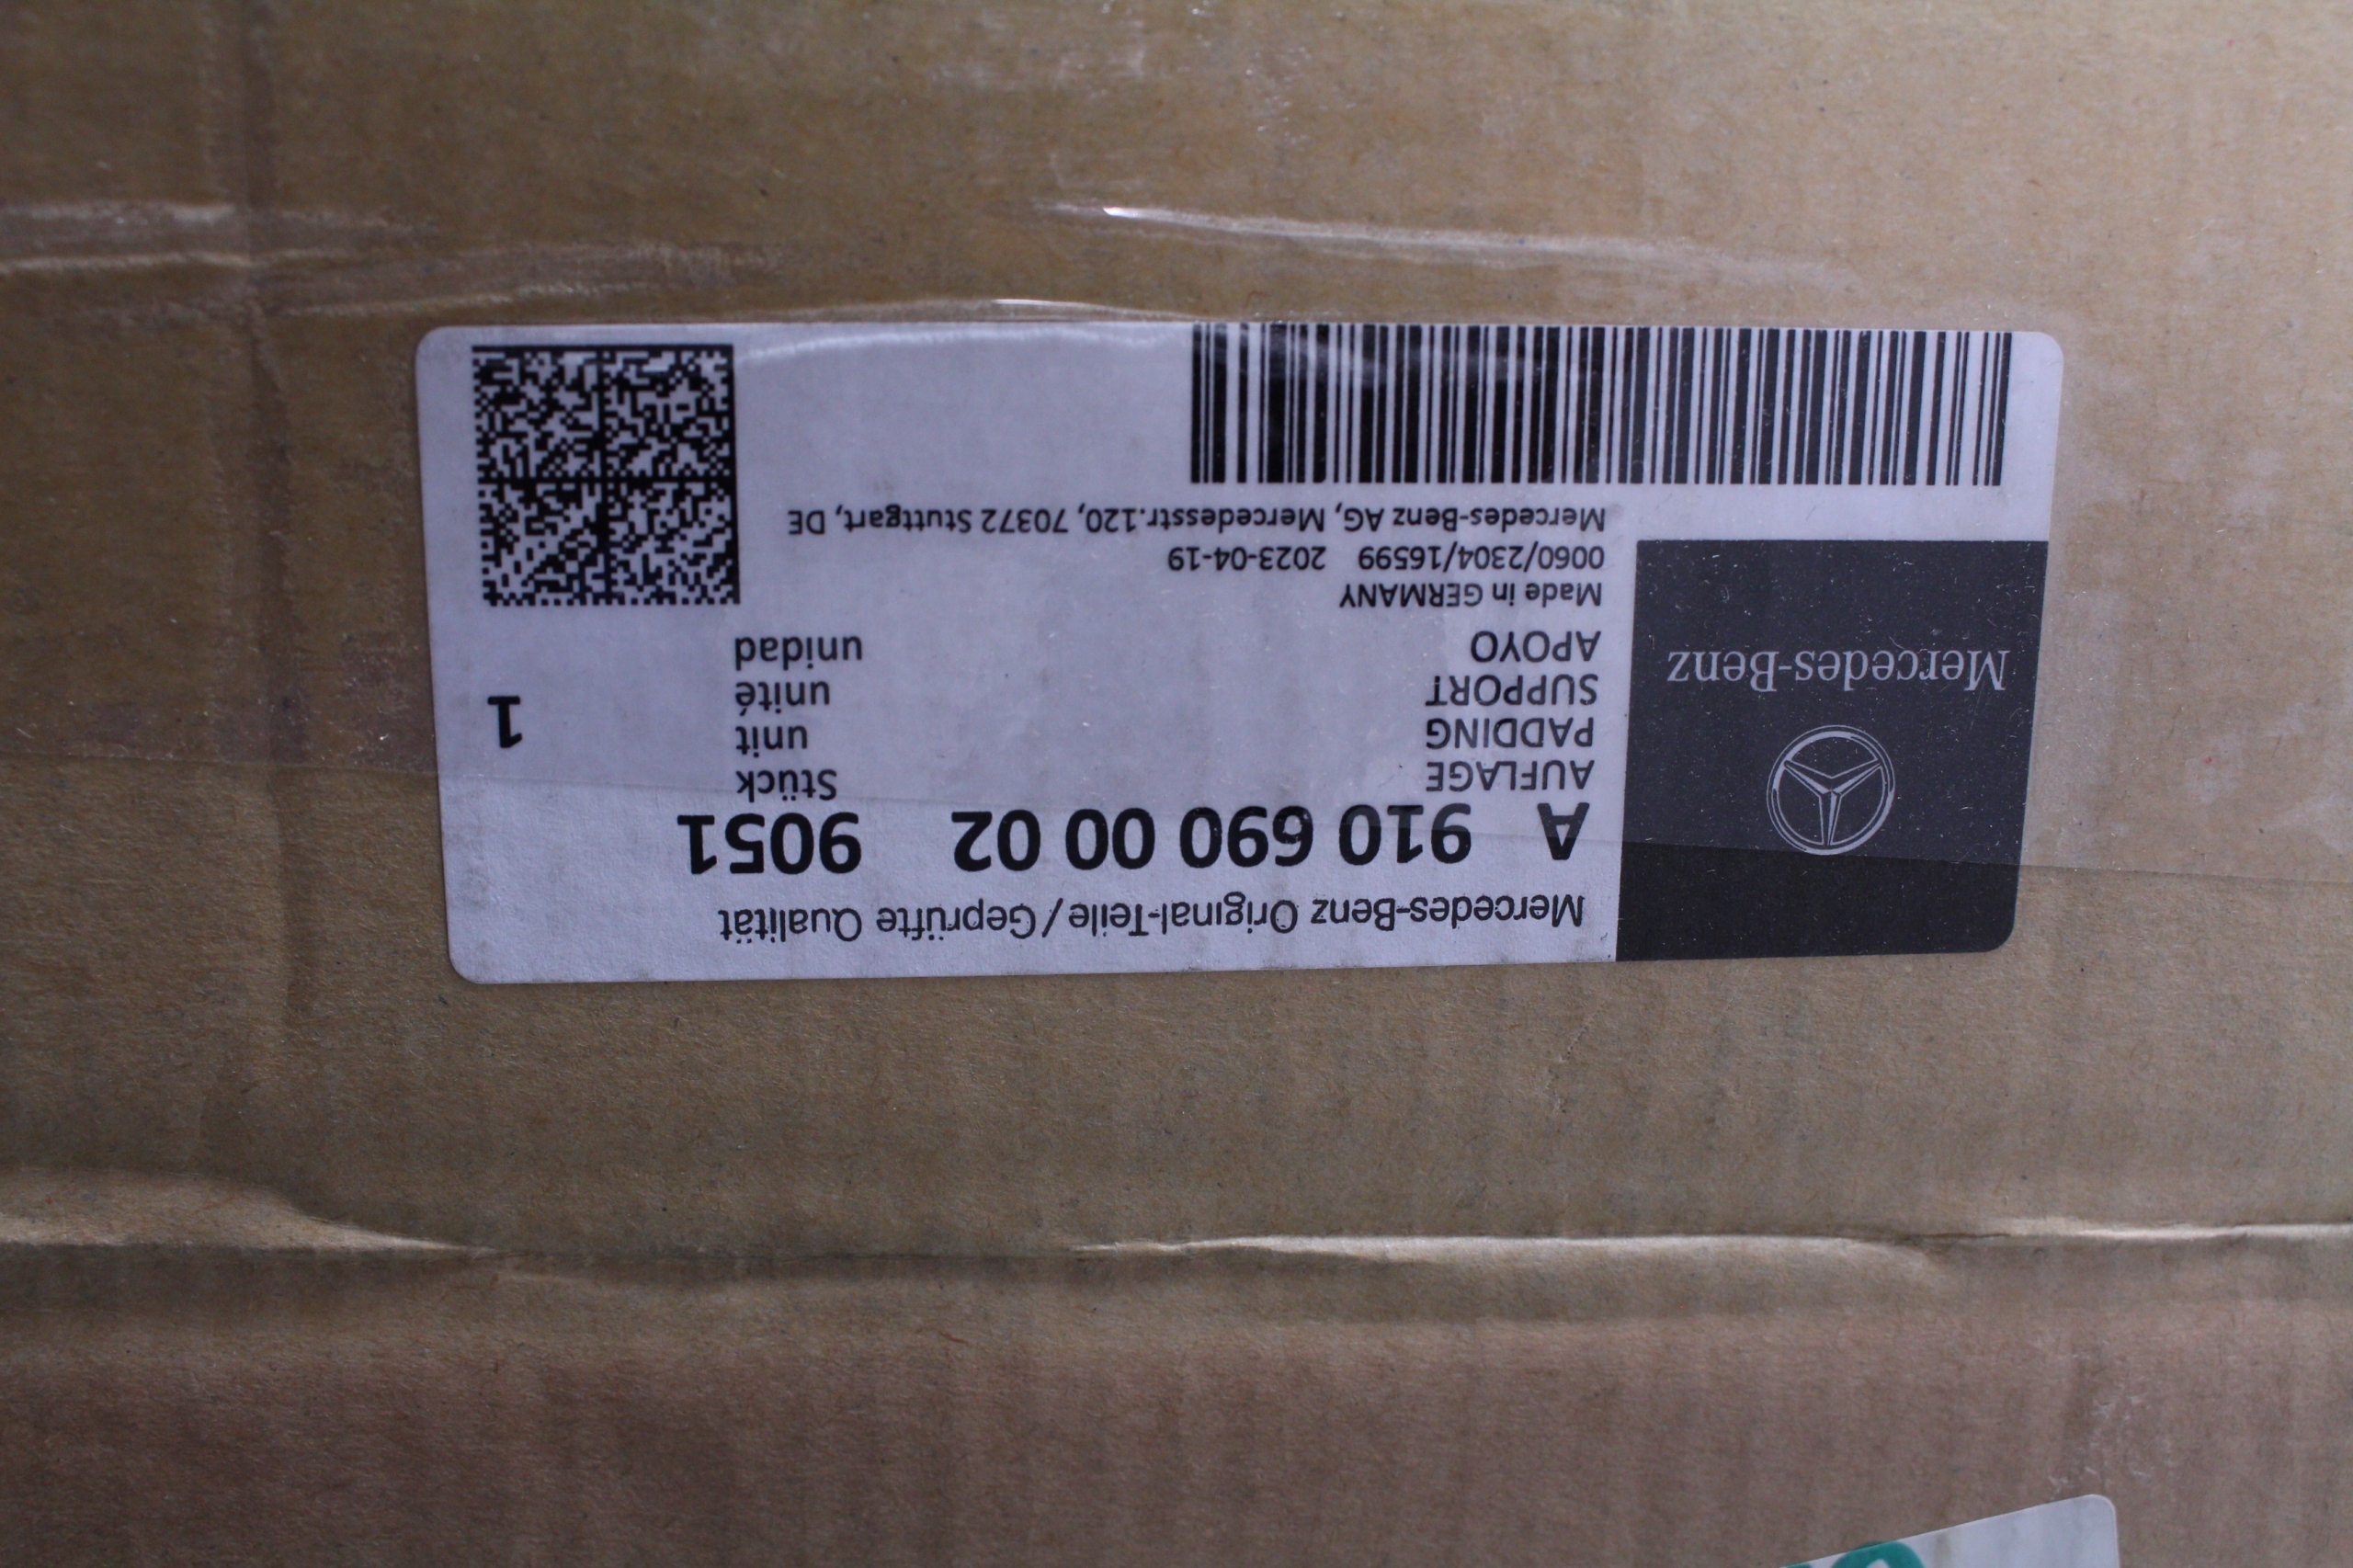 Mercedes-Benz
Mercedes-Benz Original-Teile/Geprüfte Qualität
A 910 690 00 02 9051
AUFLAGE Stück
PADDING unit 1
SUPPORT unité
APOYO unidad
Made in GERMANY
0060/2304/16599 2023-04-19
Mercedes-Benz AG, Mercedesstr.120, 70372 Stuttgart, DE